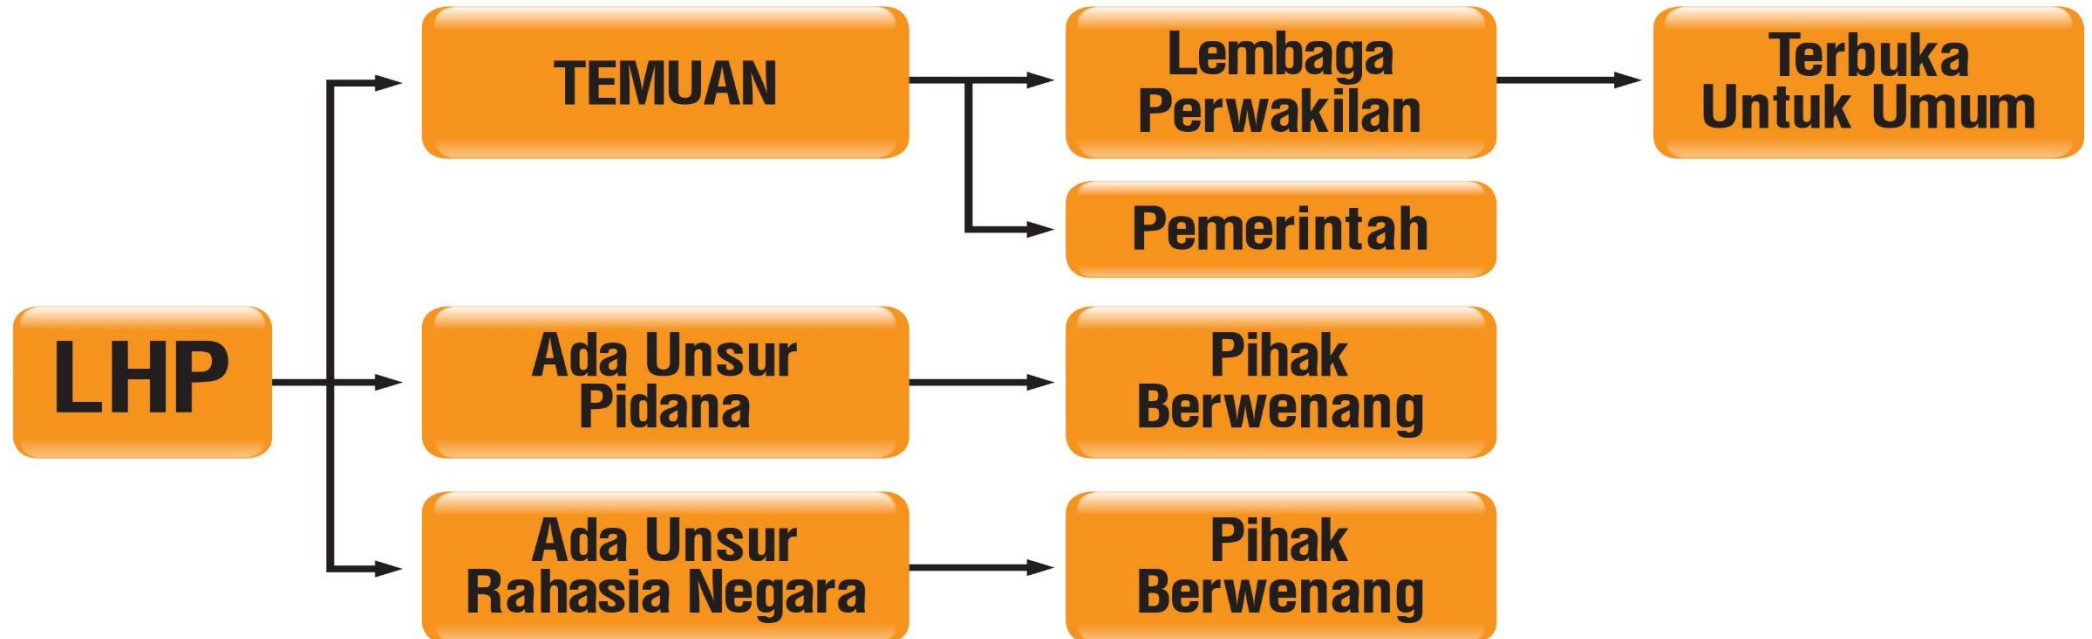 TEMUAN
Lembaga
Perwakilan
Terbuka
Untuk Umum
Pemerintah
LHP
Ada Unsur
Pidana
Pihak
Berwenang
Ada Unsur
Rahasia Negara
Pihak
Berwenang